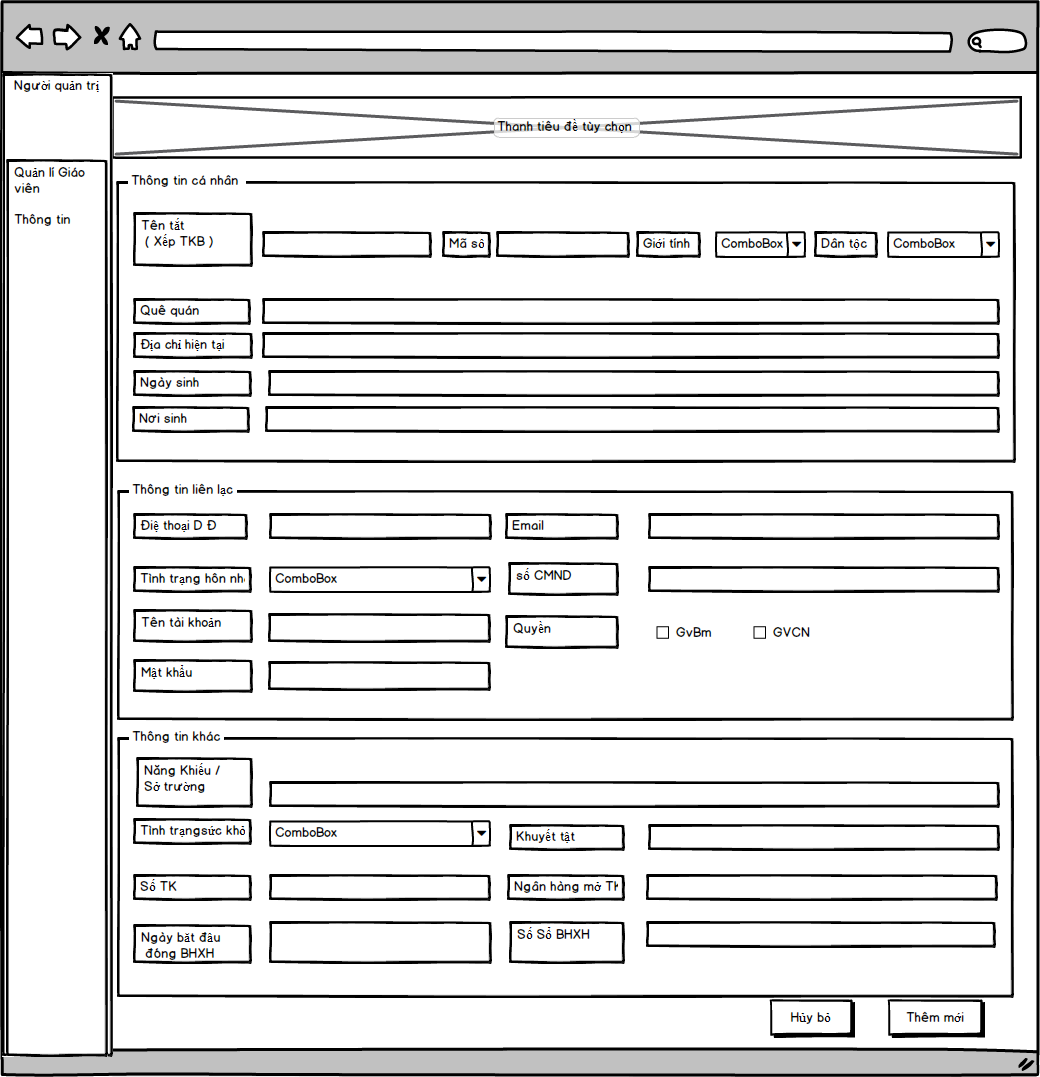 Người quản trị
Thanh tiêu đề tùy chọn
Quản lí Giáo
viên
Thông tin
Thông tin cá nhân
Tên tắt
( Xếp TKB )
Mã số
Giới tính
ComboBox
Dân tộc
ComboBox
Quê quán
Địa chỉ hiện tại
Ngày sinh
Nơi sinh
Thông tin liên lạc
Điệ thoại D Đ
Email
Tình trạng hôn nh
ComboBox
số CMND
Tên tài khoản
Quyền
GvBm
GVCN
Mật khẩu
Thông tin khác
Năng Khiếu /
Sở trường
Tình trạngsức khỏ
ComboBox
Khuyết tật
Số TK
Ngân hàng mở TK
Ngày bắt đầu
đóng BHXH
Số Sổ BHXH
Hủy bỏ
Thêm mới